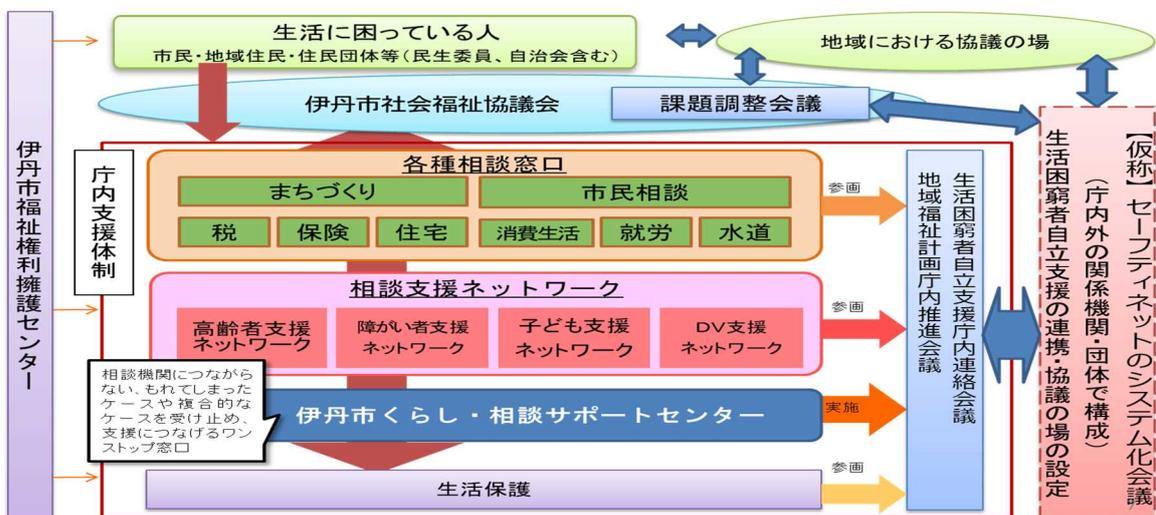 生活に困っている人
市民・地域住民・住民団体等（民生委員、自治会含む）
地域における協議の場
伊丹市社会福祉協議会
課題調整会議
伊丹市福祉権利擁護センター
庁内支援体制
各種相談窓口
まちづくり
市民相談
税
保険
住宅
消費生活
就労
水道
参画
相談支援ネットワーク
高齢者支援
ネットワーク
障がい者支援
ネットワーク
子ども支援
ネットワーク
DV支援
ネットワーク
参画
相談機関につながら
ない、もれてしまった
ケースや複合的な
ケースを受け止め、
支援につなげるワン
ストップ窓口
伊丹市くらし・相談サポートセンター
実施
生活保護
参画
生活困窮者自立支援庁内連絡会議
地域福祉計画庁内推進会議
【仮称】セーフティネットのシステム化会議
（庁内外の関係機関・団体で構成）
生活困窮者自立支援の連携・協議の場の設定